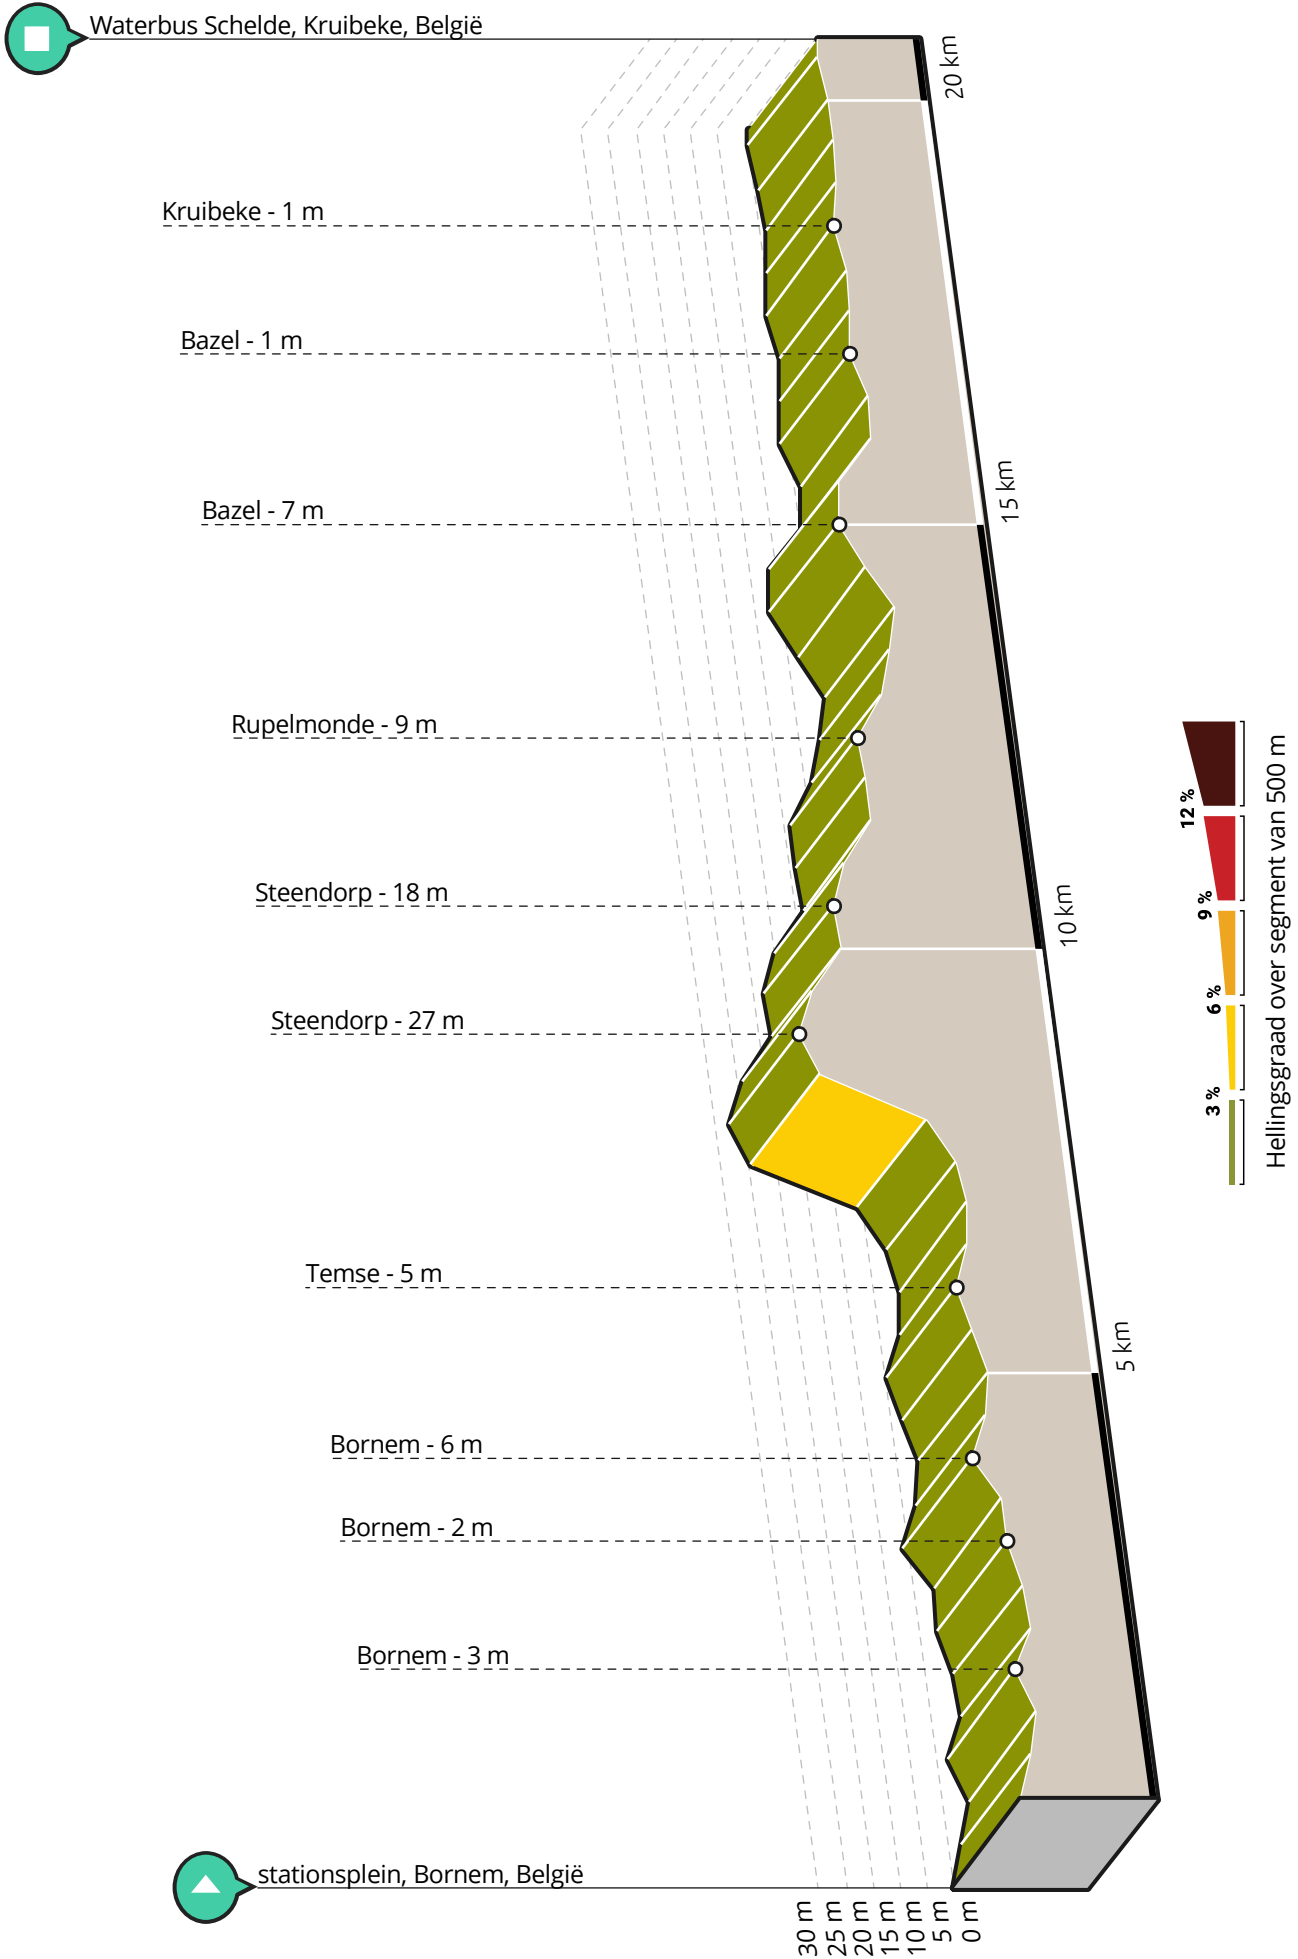 Waterbus Schelde, Kruibeke, België
20 km
Kruibeke - 1 m
Bazel - 1 m
15 km
Bazel - 7 m
Rupelmonde - 9 m
12 %
9 %
6 %
3 %
Hellingsgraad over segment van 500 m
Steendorp - 18 m
10 km
Steendorp - 27 m
Temse - 5 m
5 km
Bornem - 6 m
Bornem - 2 m
Bornem - 3 m
stationsplein, Bornem, België
30 m
25 m
20 m
15 m
10 m
5 m
0 m